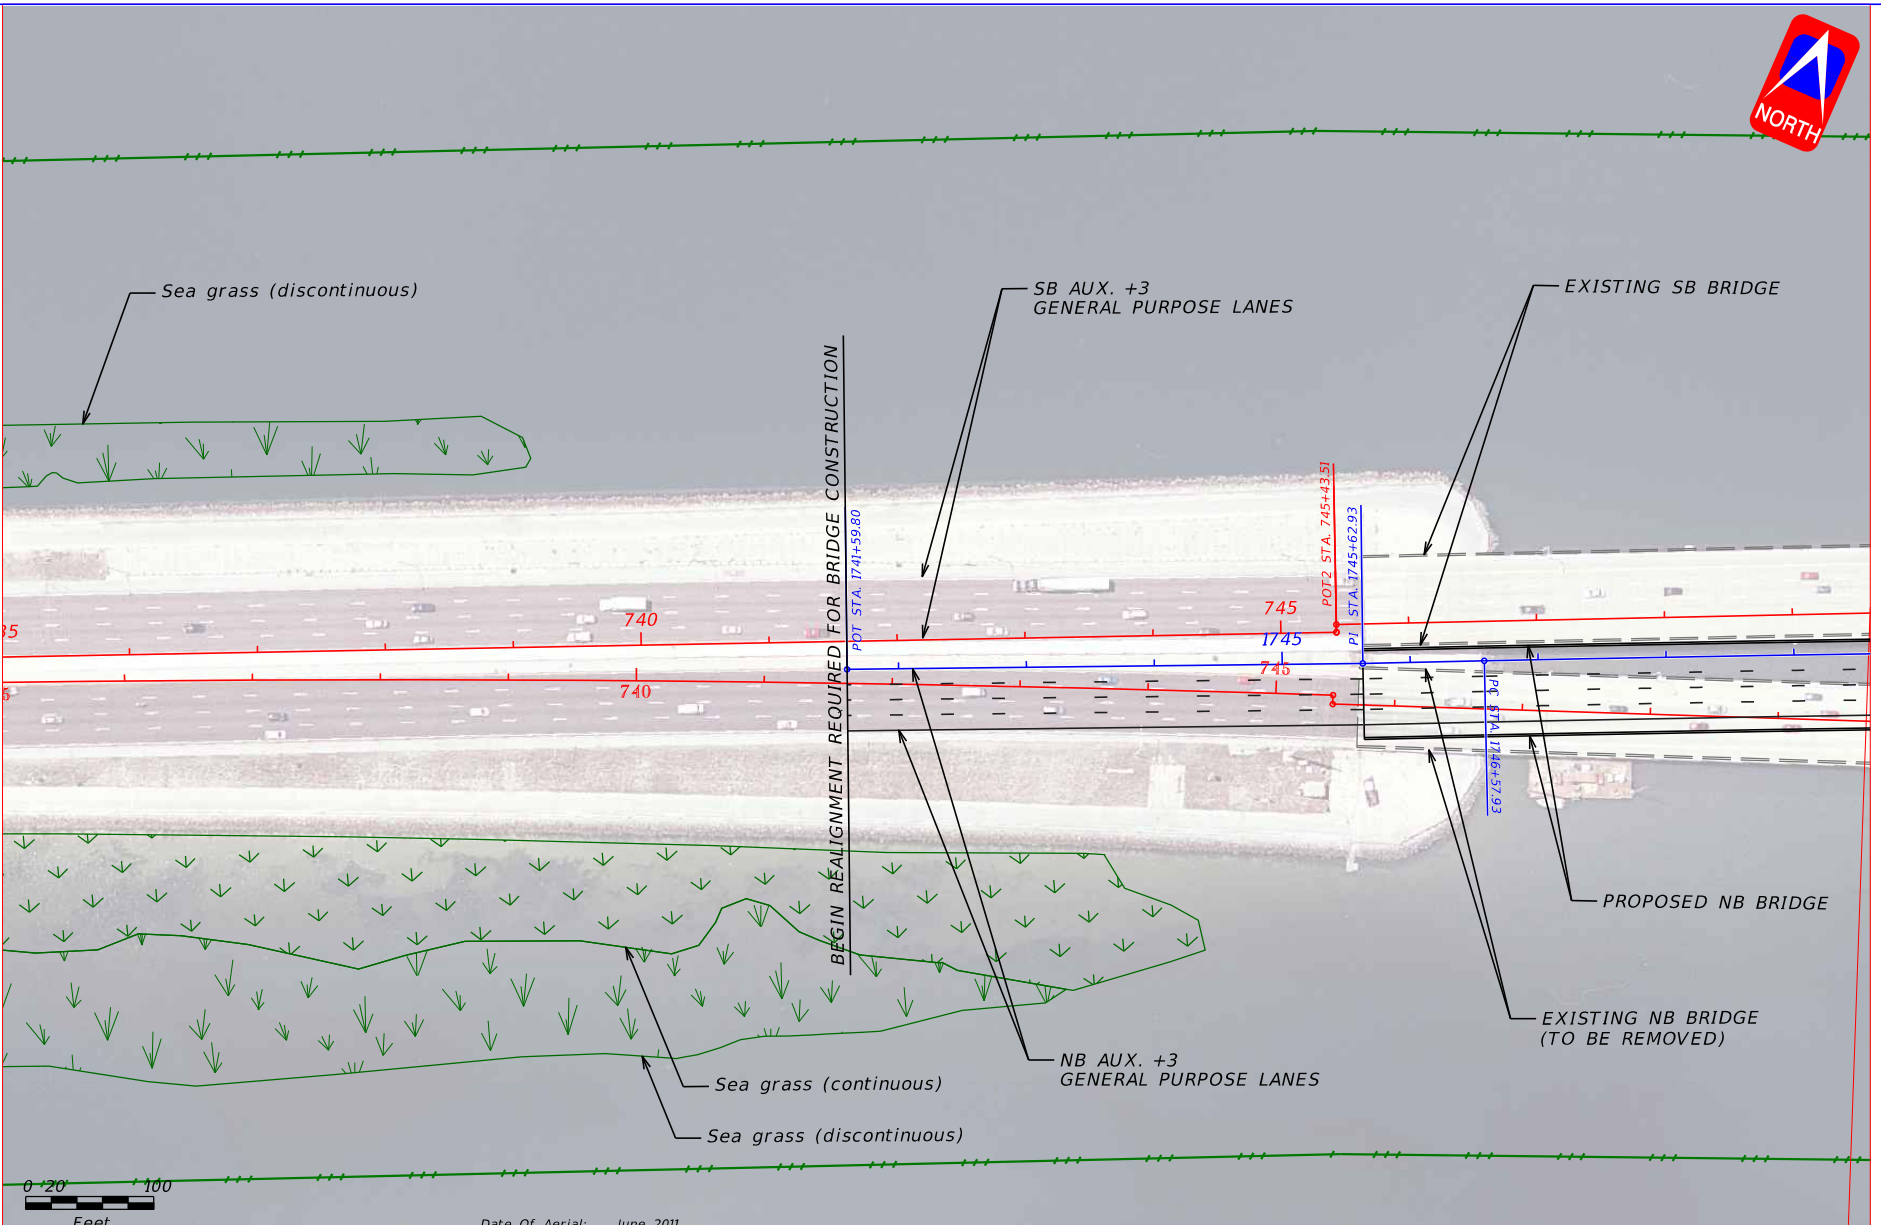 NORTH
Sea grass (discontinuous)
SB AUX. +3
GENERAL PURPOSE LANES
EXISTING SB BRIDGE
BEGIN REALIGNMENT REQUIRED FOR BRIDGE CONSTRUCTION
POT STA. 1741+59.80
POT2 STA. 745+43.51
PI STA. 1745+62.93
35
740
745
1745
745
5
740
PC STA. 1746+57.93
PROPOSED NB BRIDGE
EXISTING NB BRIDGE
(TO BE REMOVED)
NB AUX. +3
GENERAL PURPOSE LANES
Sea grass (continuous)
Sea grass (discontinuous)
0 20 100
Feet
Date Of Aerial: June 2011